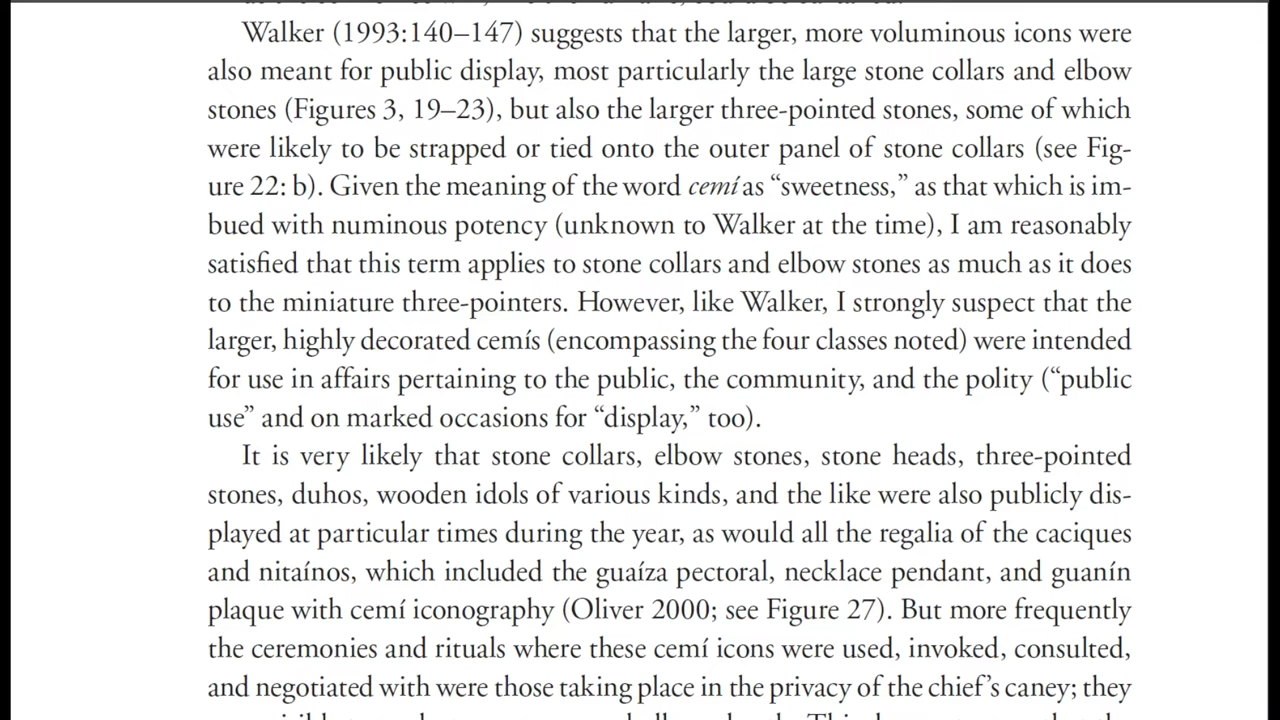 Walker (1993:140–147) suggests that the larger, more voluminous icons were
also meant for public display, most particularly the large stone collars and elbow
stones (Figures 3, 19–23), but also the larger three-pointed stones, some of which
were likely to be strapped or tied onto the outer panel of stone collars (see Fig-
ure 22: b). Given the meaning of the word cemí as “sweetness,” as that which is im-
bued with numinous potency (unknown to Walker at the time), I am reasonably
satisfied that this term applies to stone collars and elbow stones as much as it does
to the miniature three-pointers. However, like Walker, I strongly suspect that the
larger, highly decorated cemís (encompassing the four classes noted) were intended
for use in affairs pertaining to the public, the community, and the polity (“public
use” and on marked occasions for “display,” too).
It is very likely that stone collars, elbow stones, stone heads, three-pointed
stones, duhos, wooden idols of various kinds, and the like were also publicly dis-
played at particular times during the year, as would all the regalia of the caciques
and nitaínos, which included the guaíza pectoral, necklace pendant, and guanín
plaque with cemí iconography (Oliver 2000; see Figure 27). But more frequently
the ceremonies and rituals where these cemí icons were used, invoked, consulted,
and negotiated with were those taking place in the privacy of the chief’s caney; they